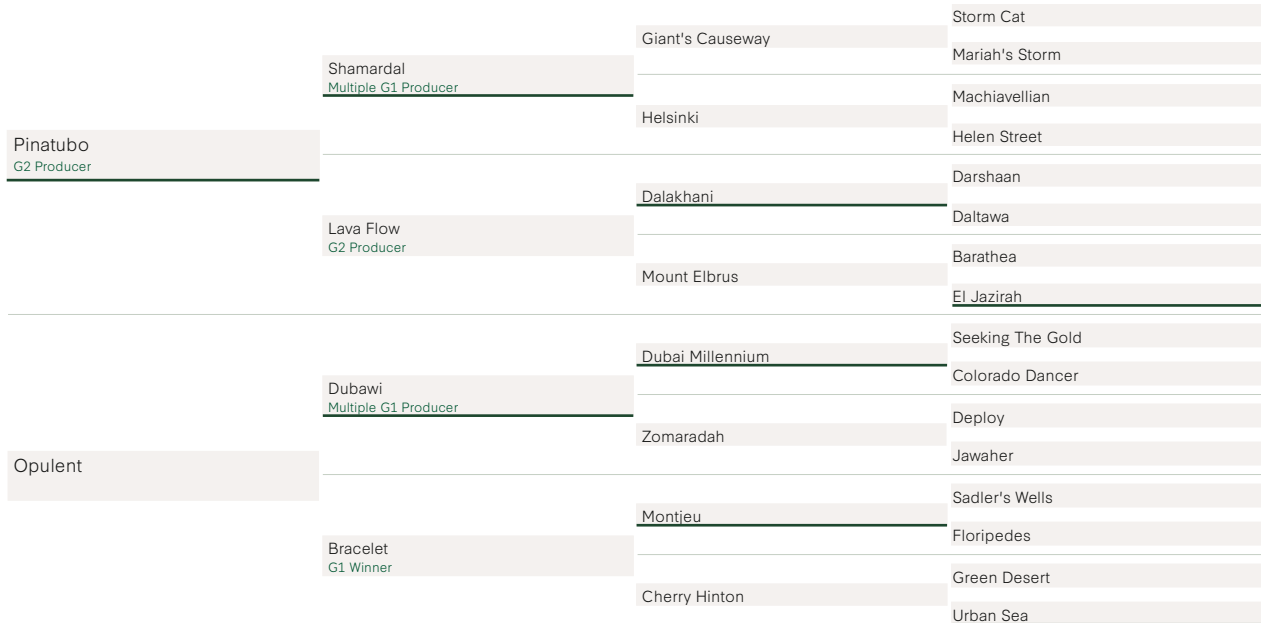 Pinatubo
G2 Producer
Shamardal
Multiple G1 Producer
Giant's Causeway
Storm Cat
Mariah's Storm
Helsinki
Machiavellian
Helen Street
Lava Flow
G2 Producer
Dalakhani
Darshaan
Daltawa
Mount Elbrus
Barathea
El Jazirah
Opulent
Dubawi
Multiple G1 Producer
Dubai Millennium
Seeking The Gold
Colorado Dancer
Zomaradah
Deploy
Jawaher
Bracelet
G1 Winner
Montjeu
Sadler's Wells
Floripedes
Cherry Hinton
Green Desert
Urban Sea